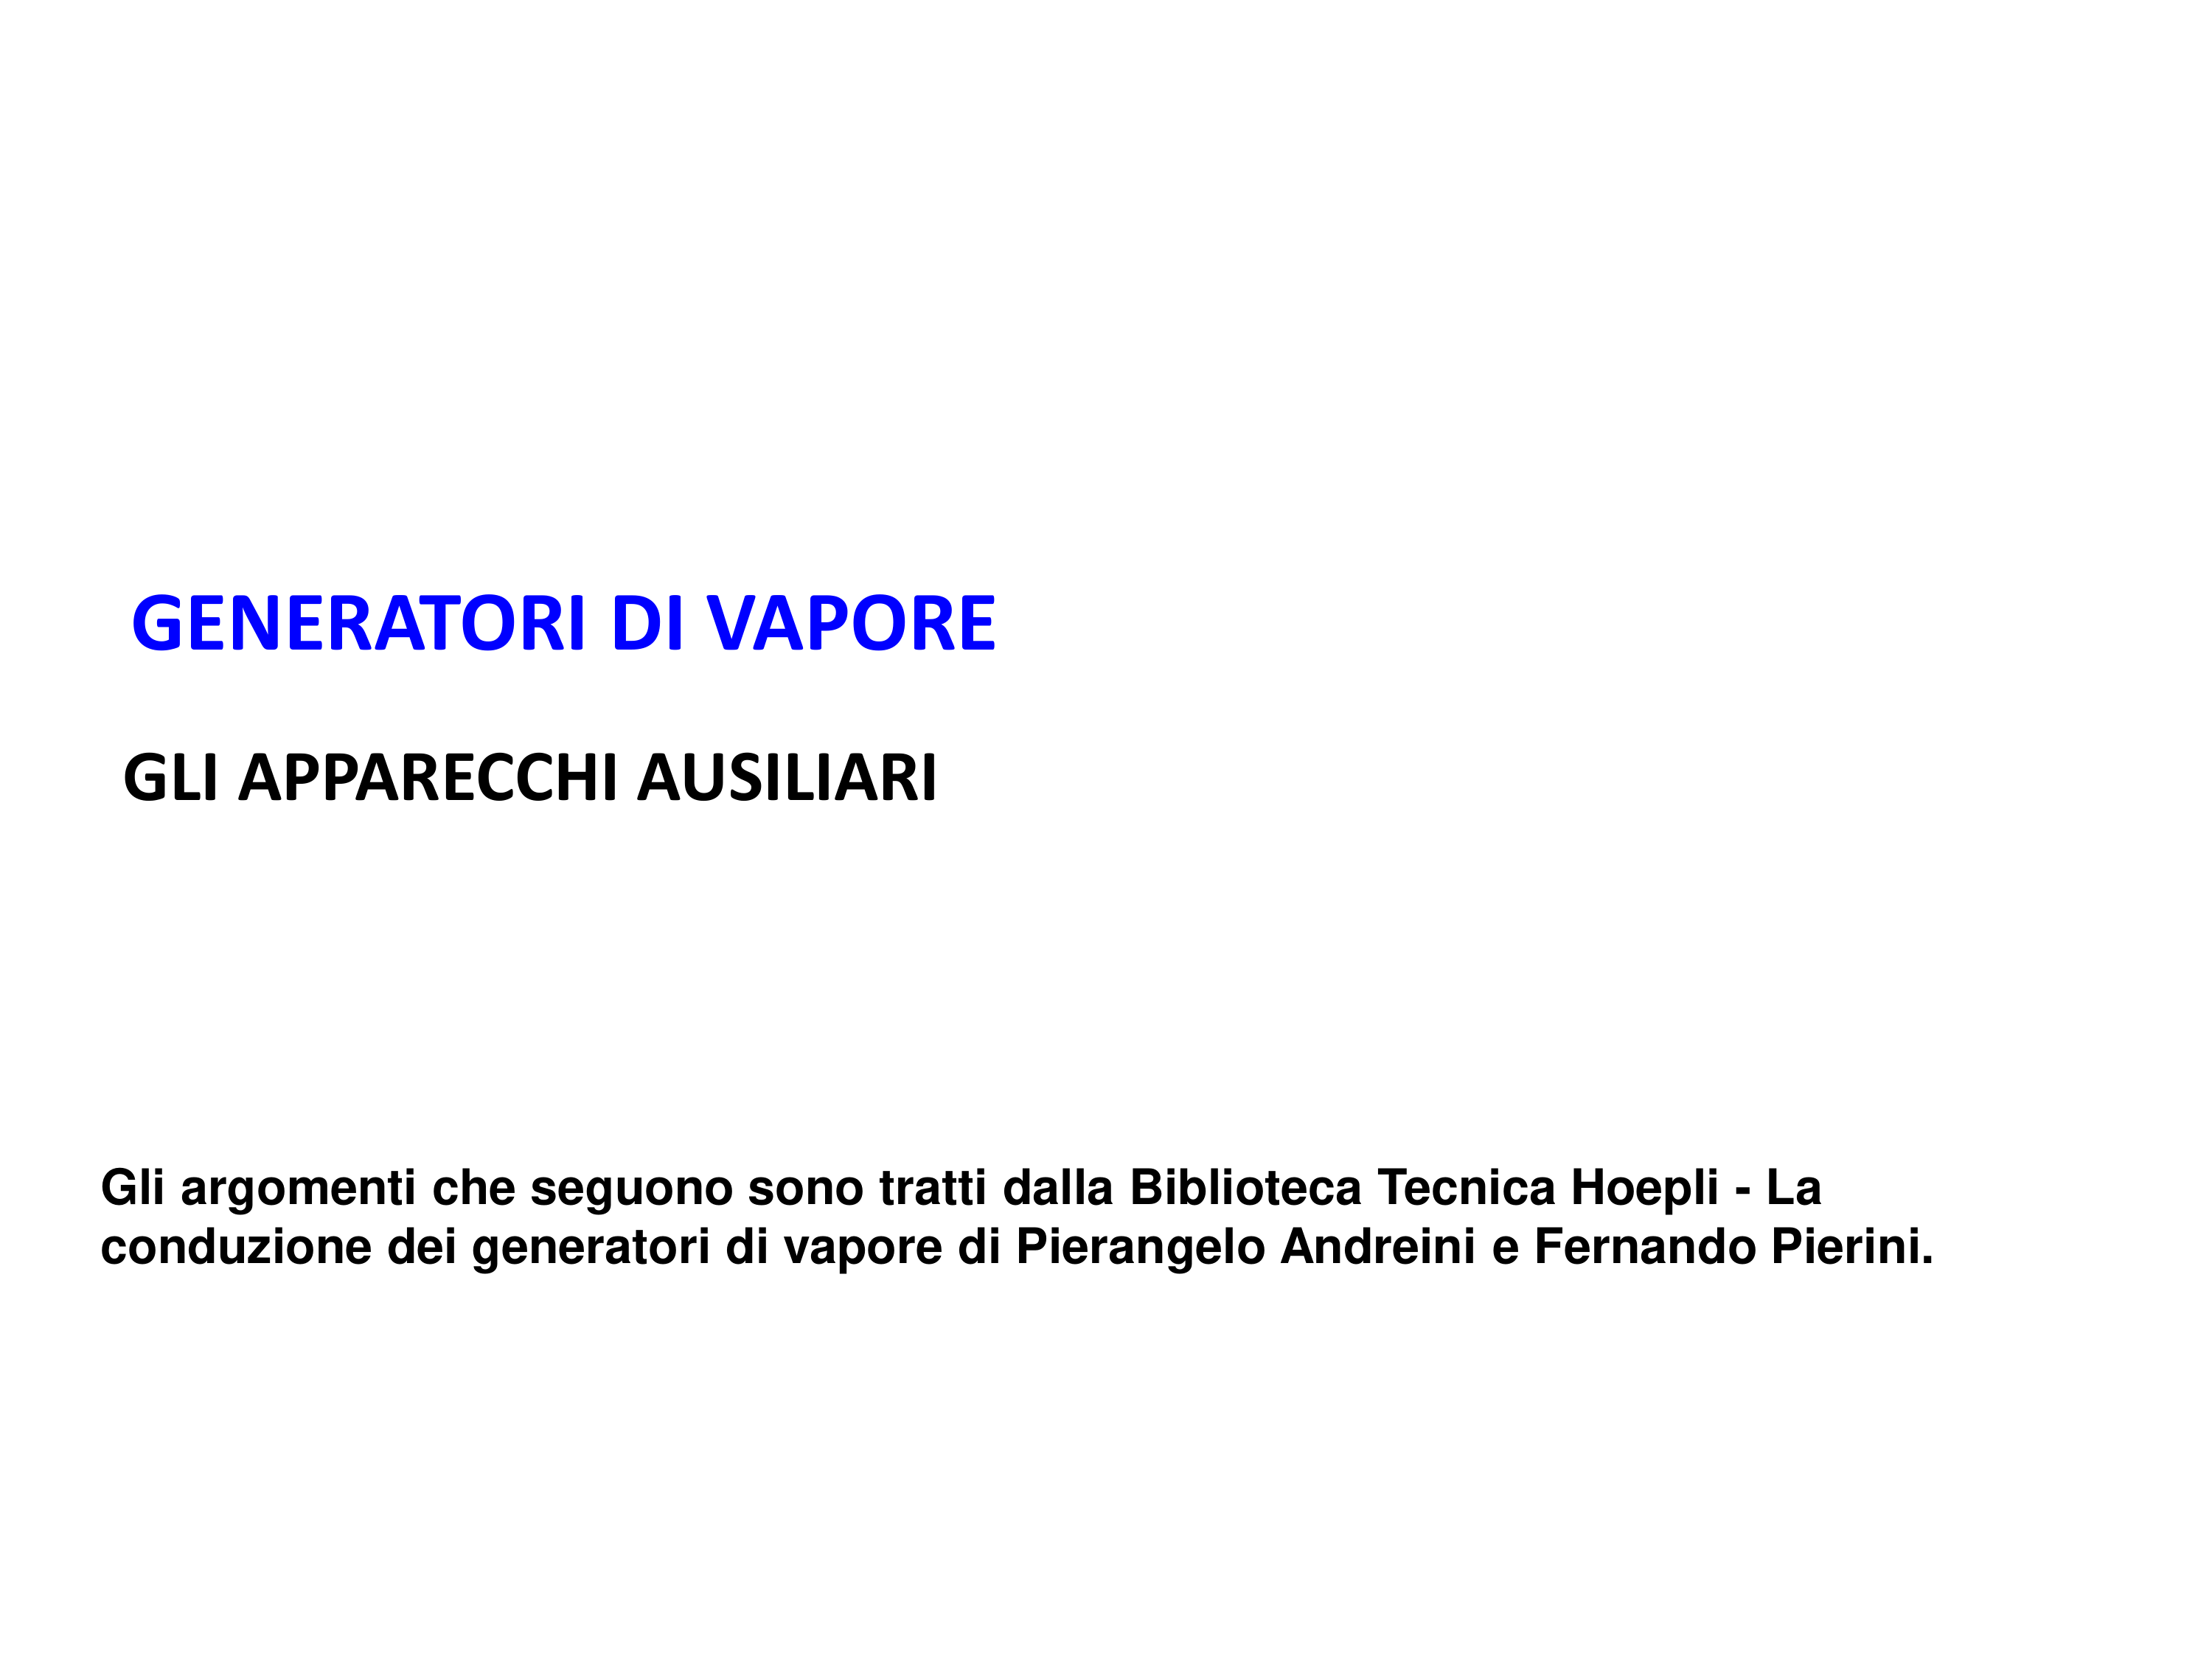 GENERATORI DI VAPORE
GLI APPARECCHI AUSILIARI
Gli argomenti che seguono sono tratti dalla Biblioteca Tecnica Hoepli - La
conduzione dei generatori di vapore di Pierangelo Andreini e Fernando Pierini.